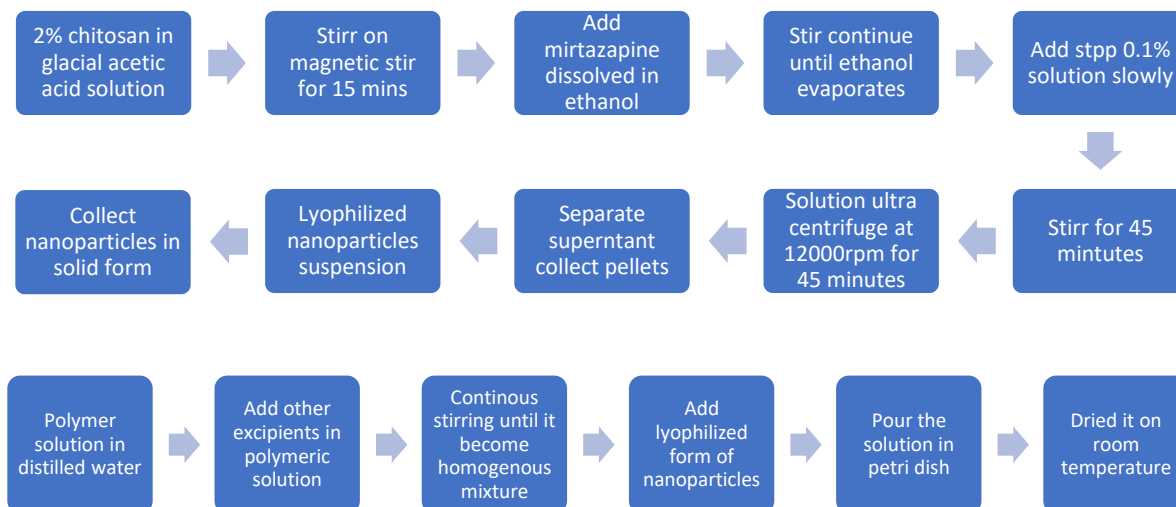 2% chitosan in
glacial acetic
acid solution
Stirr on
magnetic stir
for 15 mins
Add
mirtazapine
dissolved in
ethanol
Stir continue
until ethanol
evaporates
Add stpp 0.1%
solution slowly
Stirr for 45
mintutes
Solution ultra
centrifuge at
12000rpm for
45 minutes
Separate
superntant
collect pellets
Lyophilized
nanoparticles
suspension
Collect
nanoparticles in
solid form
Polymer
solution in
distilled water
Add other
excipients in
polymeric
solution
Continous
stirring until it
become
homogenous
mixture
Add
lyophilized
form of
nanoparticles
Pour the
solution in
petri dish
Dried it on
room
temperature